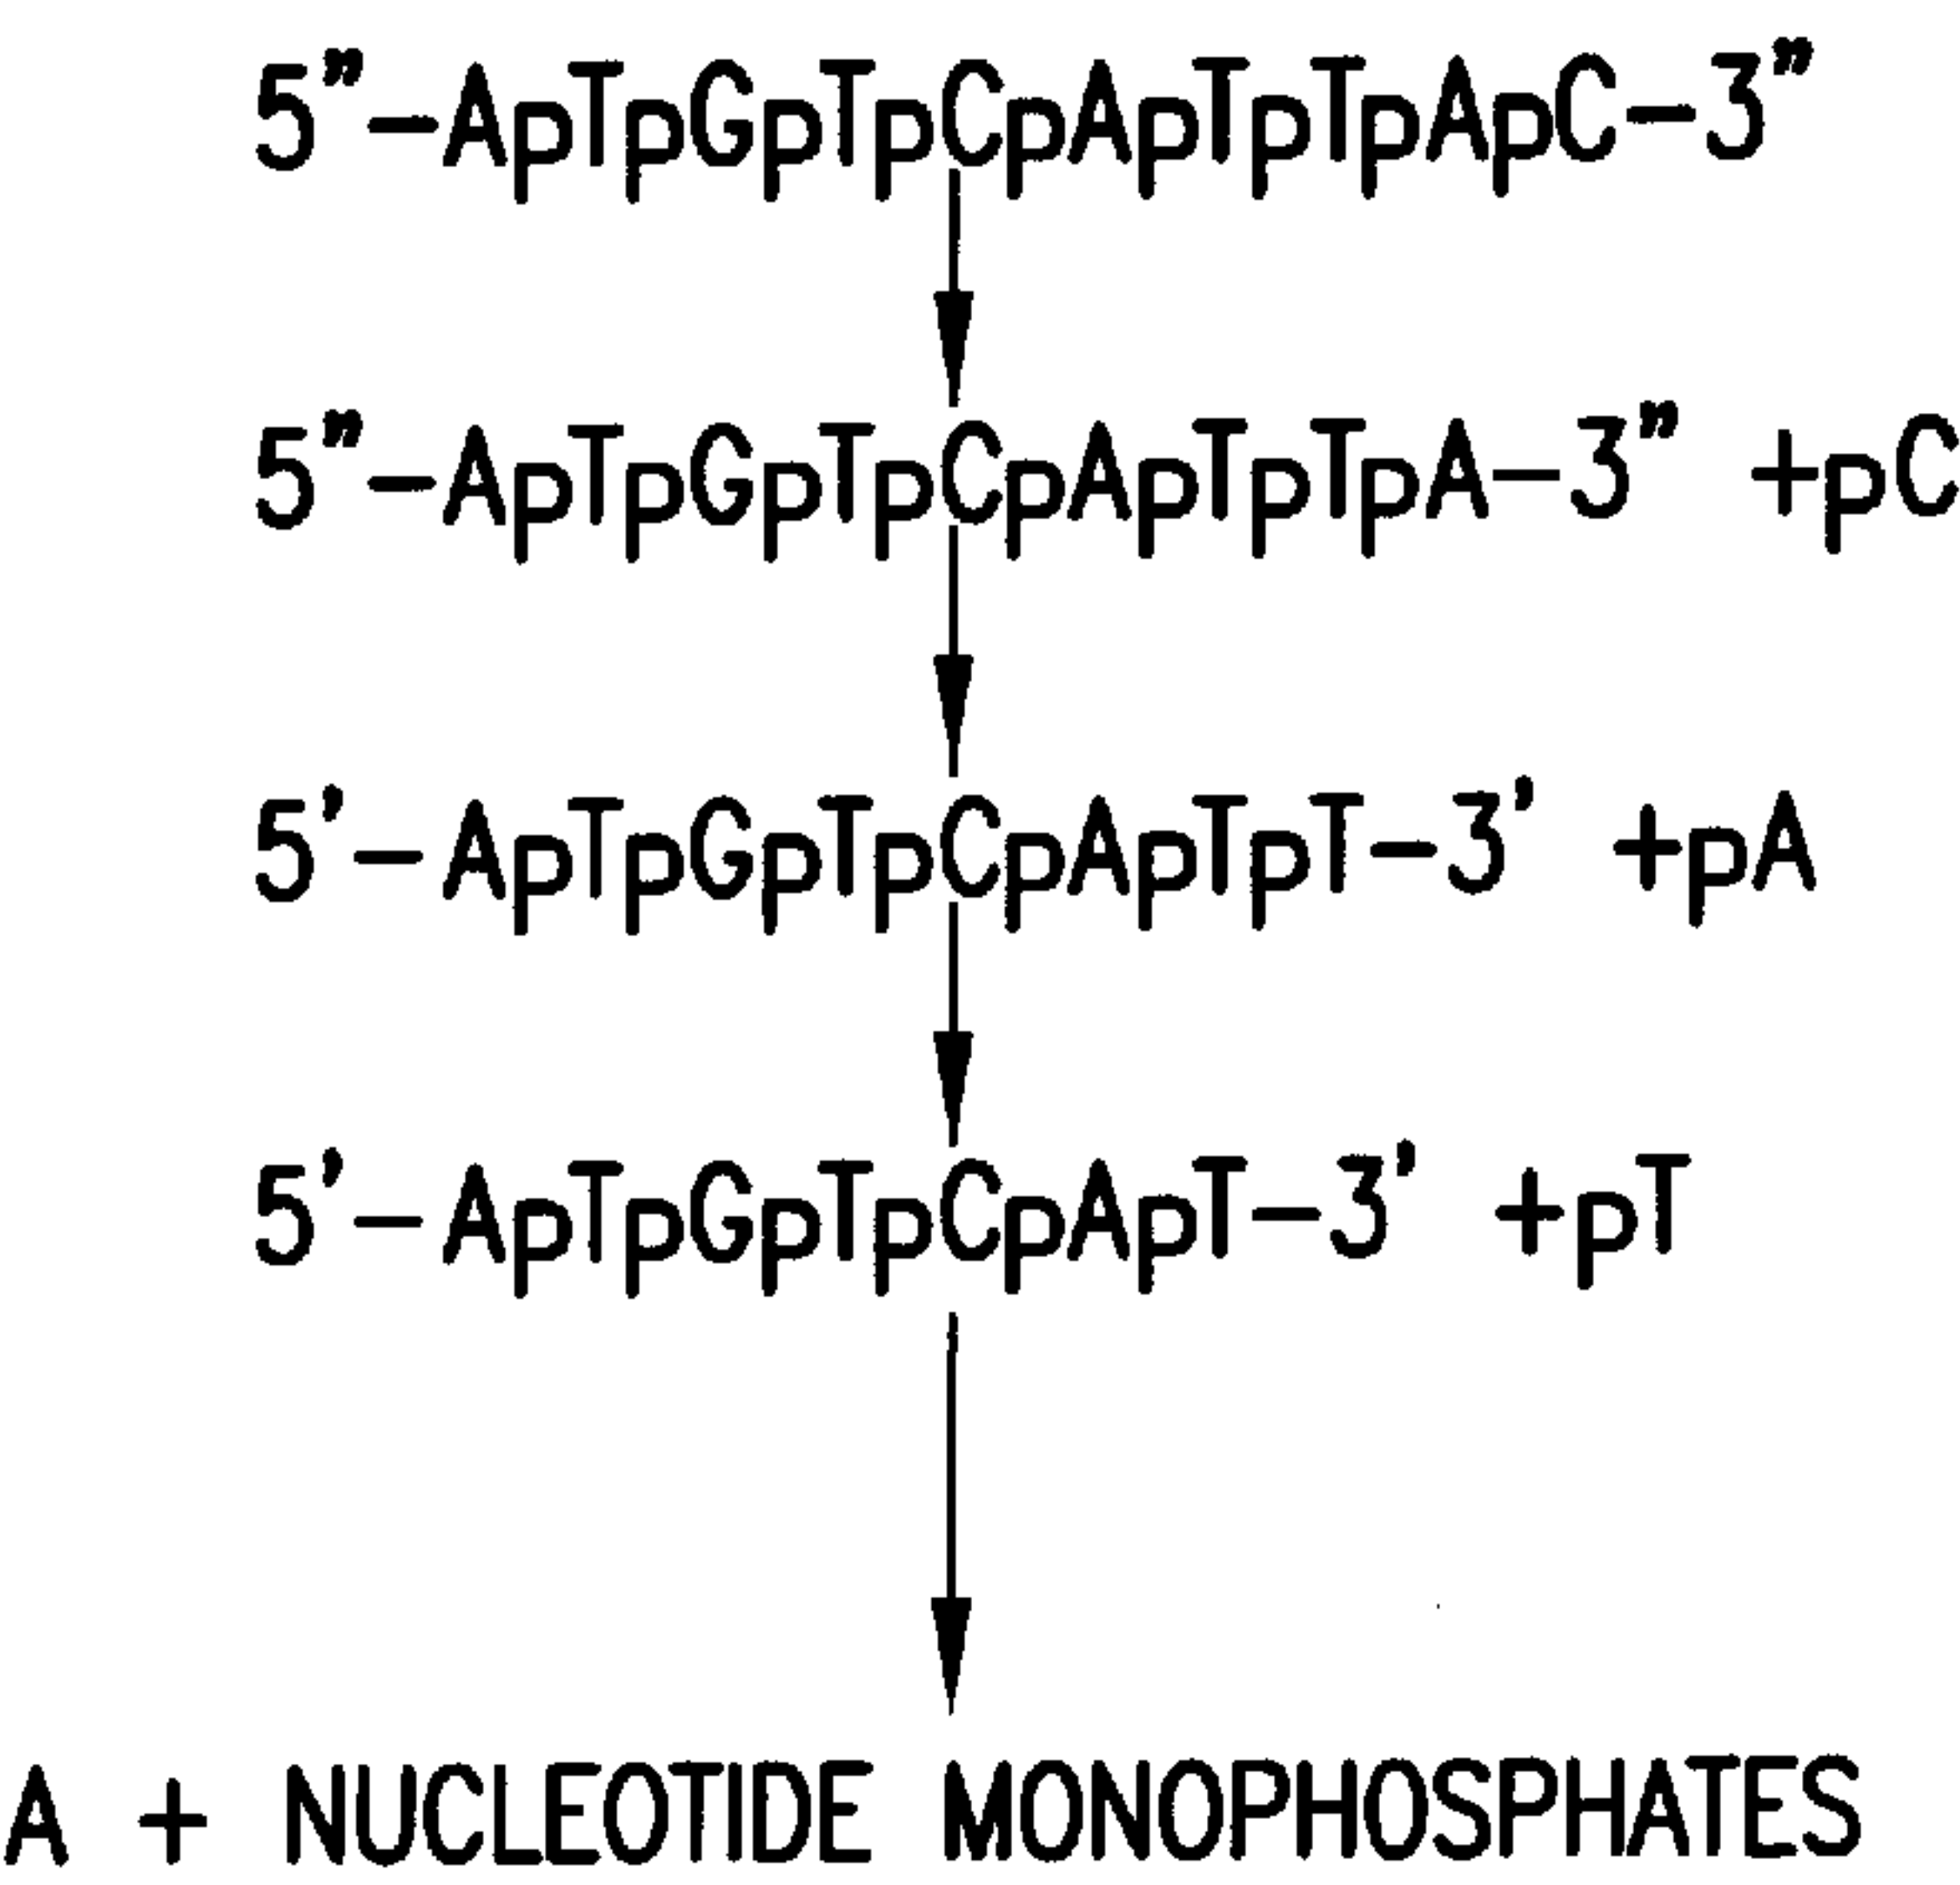 5”-ApTpGpTpCpApTpTpApC-3”
5”-ApTpGpTpCpApTpTpA-3” +pC
5’-ApTpGpTpCpApTpT-3’ +pA
5’-ApTpGpTpCpApT-3’ +pT
A + NUCLEOTIDE MONOPHOSPHATES